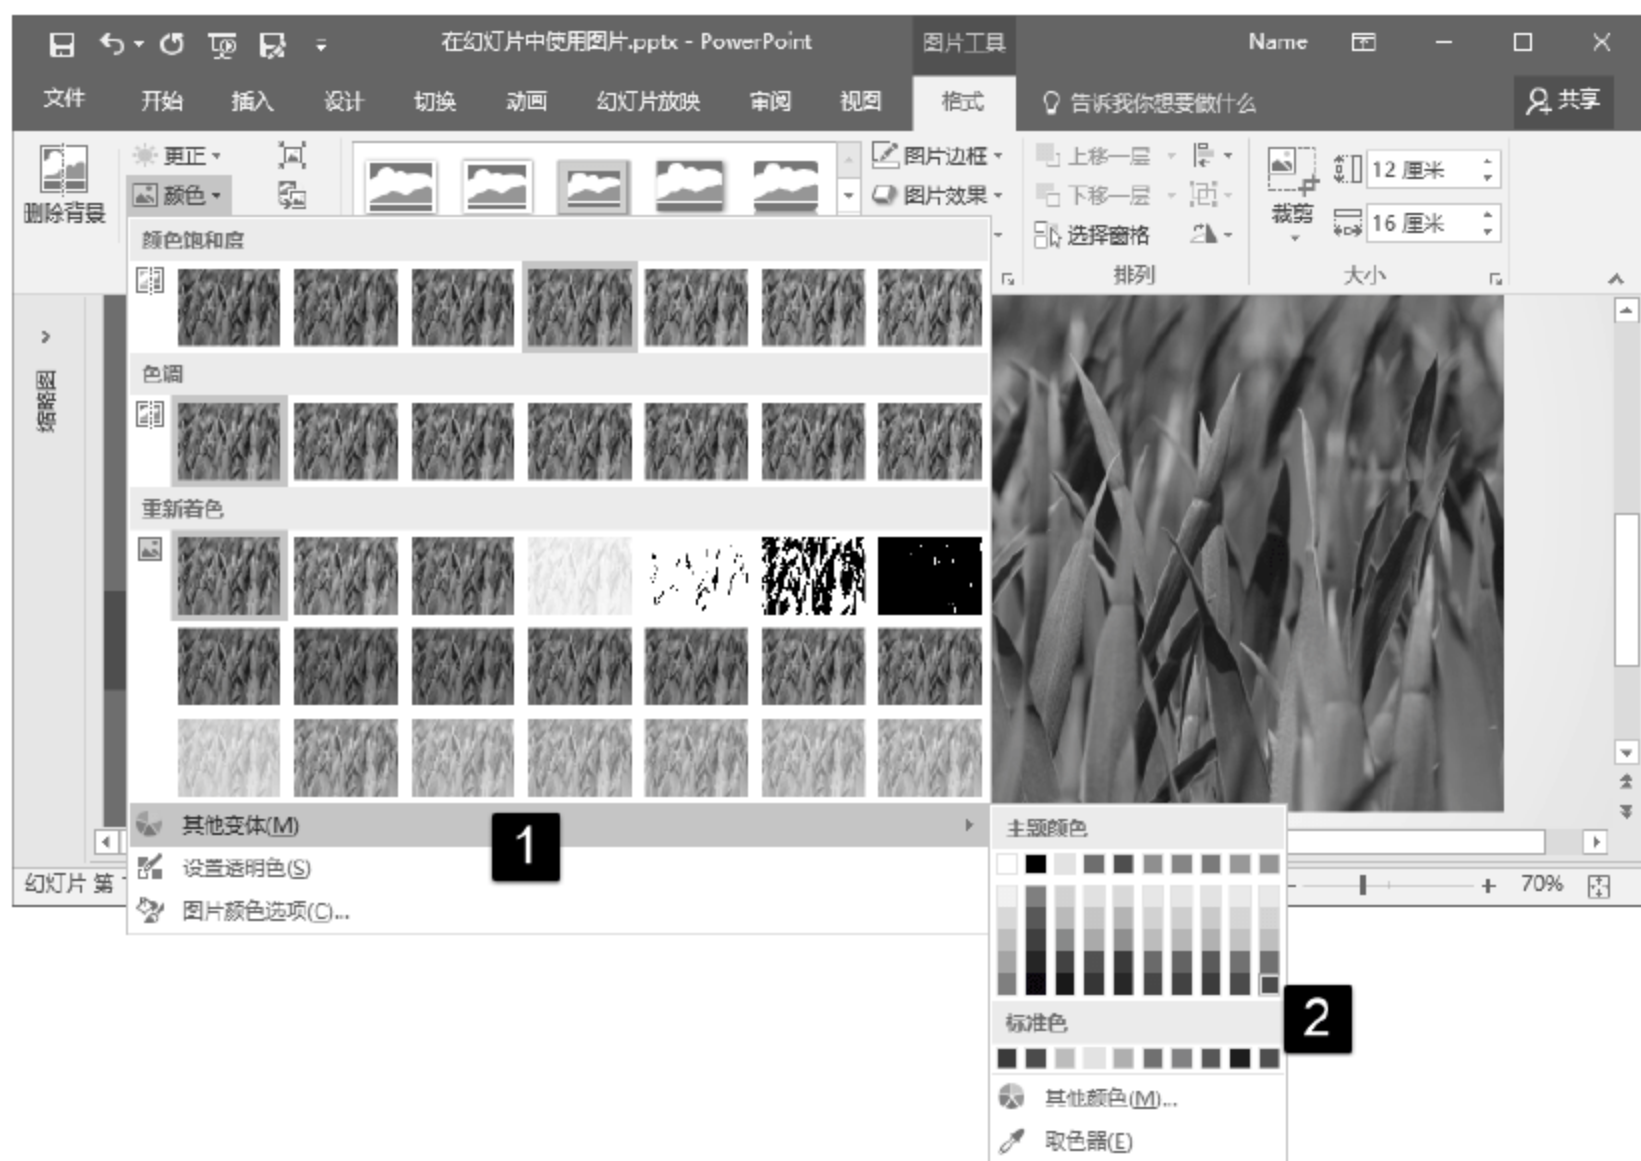 在幻灯片中使用图片.pptx - PowerPoint
图片工具
Name
文件
开始
插入
设计
切换
动画
幻灯片放映
审阅
视图
格式
告诉我你想要做什么
共享
删除背景
更正
颜色
图片边框
图片效果
上移一层
下移一层
选择窗格
排列
裁剪
12 厘米
16 厘米
大小
缩略图
颜色饱和度
色调
重新着色
其他变体(M)
设置透明色(S)
图片颜色选项(C)...
1
主题颜色
标准色
其他颜色(M)...
取色器(E)
2
幻灯片 第
70%